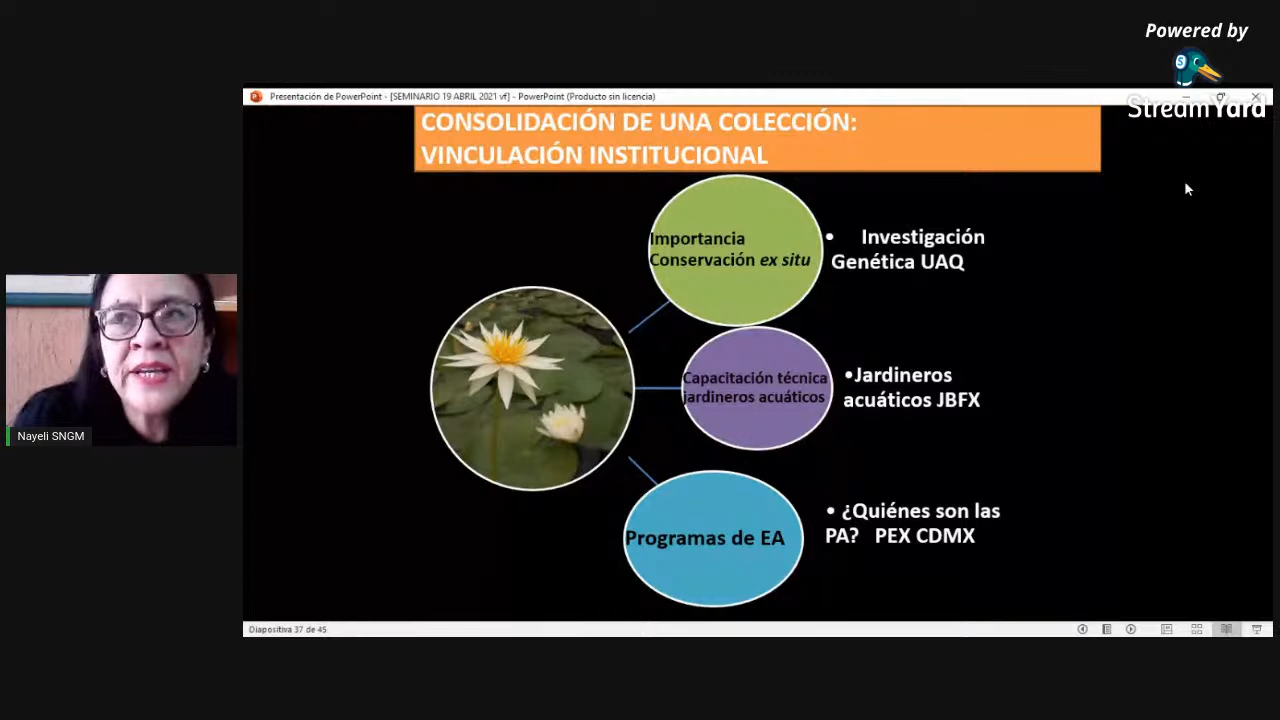 Powered by
StreamYard
Presentación de PowerPoint - [SEMINARIO 19 ABRIL 2021 vf] - PowerPoint (Producto sin licencia)
CONSOLIDACIÓN DE UNA COLECCIÓN:
VINCULACIÓN INSTITUCIONAL
Importancia
Conservación ex situ
• Investigación
Genética UAQ
Capacitación técnica
jardineros acuáticos
•Jardineros
acuáticos JBFX
Programas de EA
• ¿Quiénes son las
PA? PEX CDMX
Nayeli SNGM
Diapositiva 37 de 45